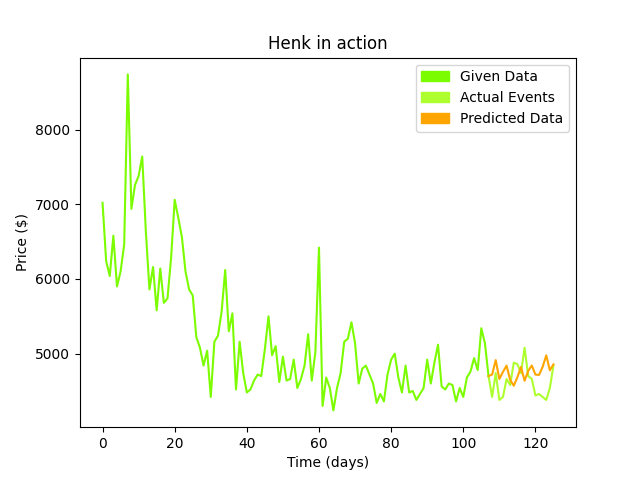 Henk in action
Given Data
Actual Events
Predicted Data
Price ($)
8000
7000
6000
5000
0 20 40 60 80 100 120
Time (days)